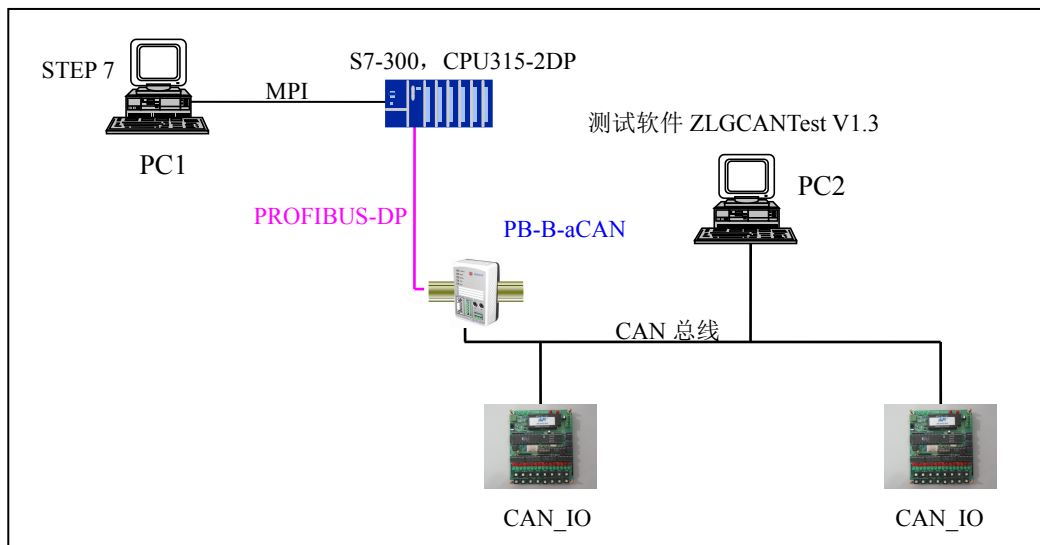 S7-300，CPU315-2DP
STEP 7
MPI
测试软件 ZLGCANTest V1.3
PC1
PC2
PROFIBUS-DP
PB-B-aCAN
CAN 总线
CAN_IO
CAN_IO